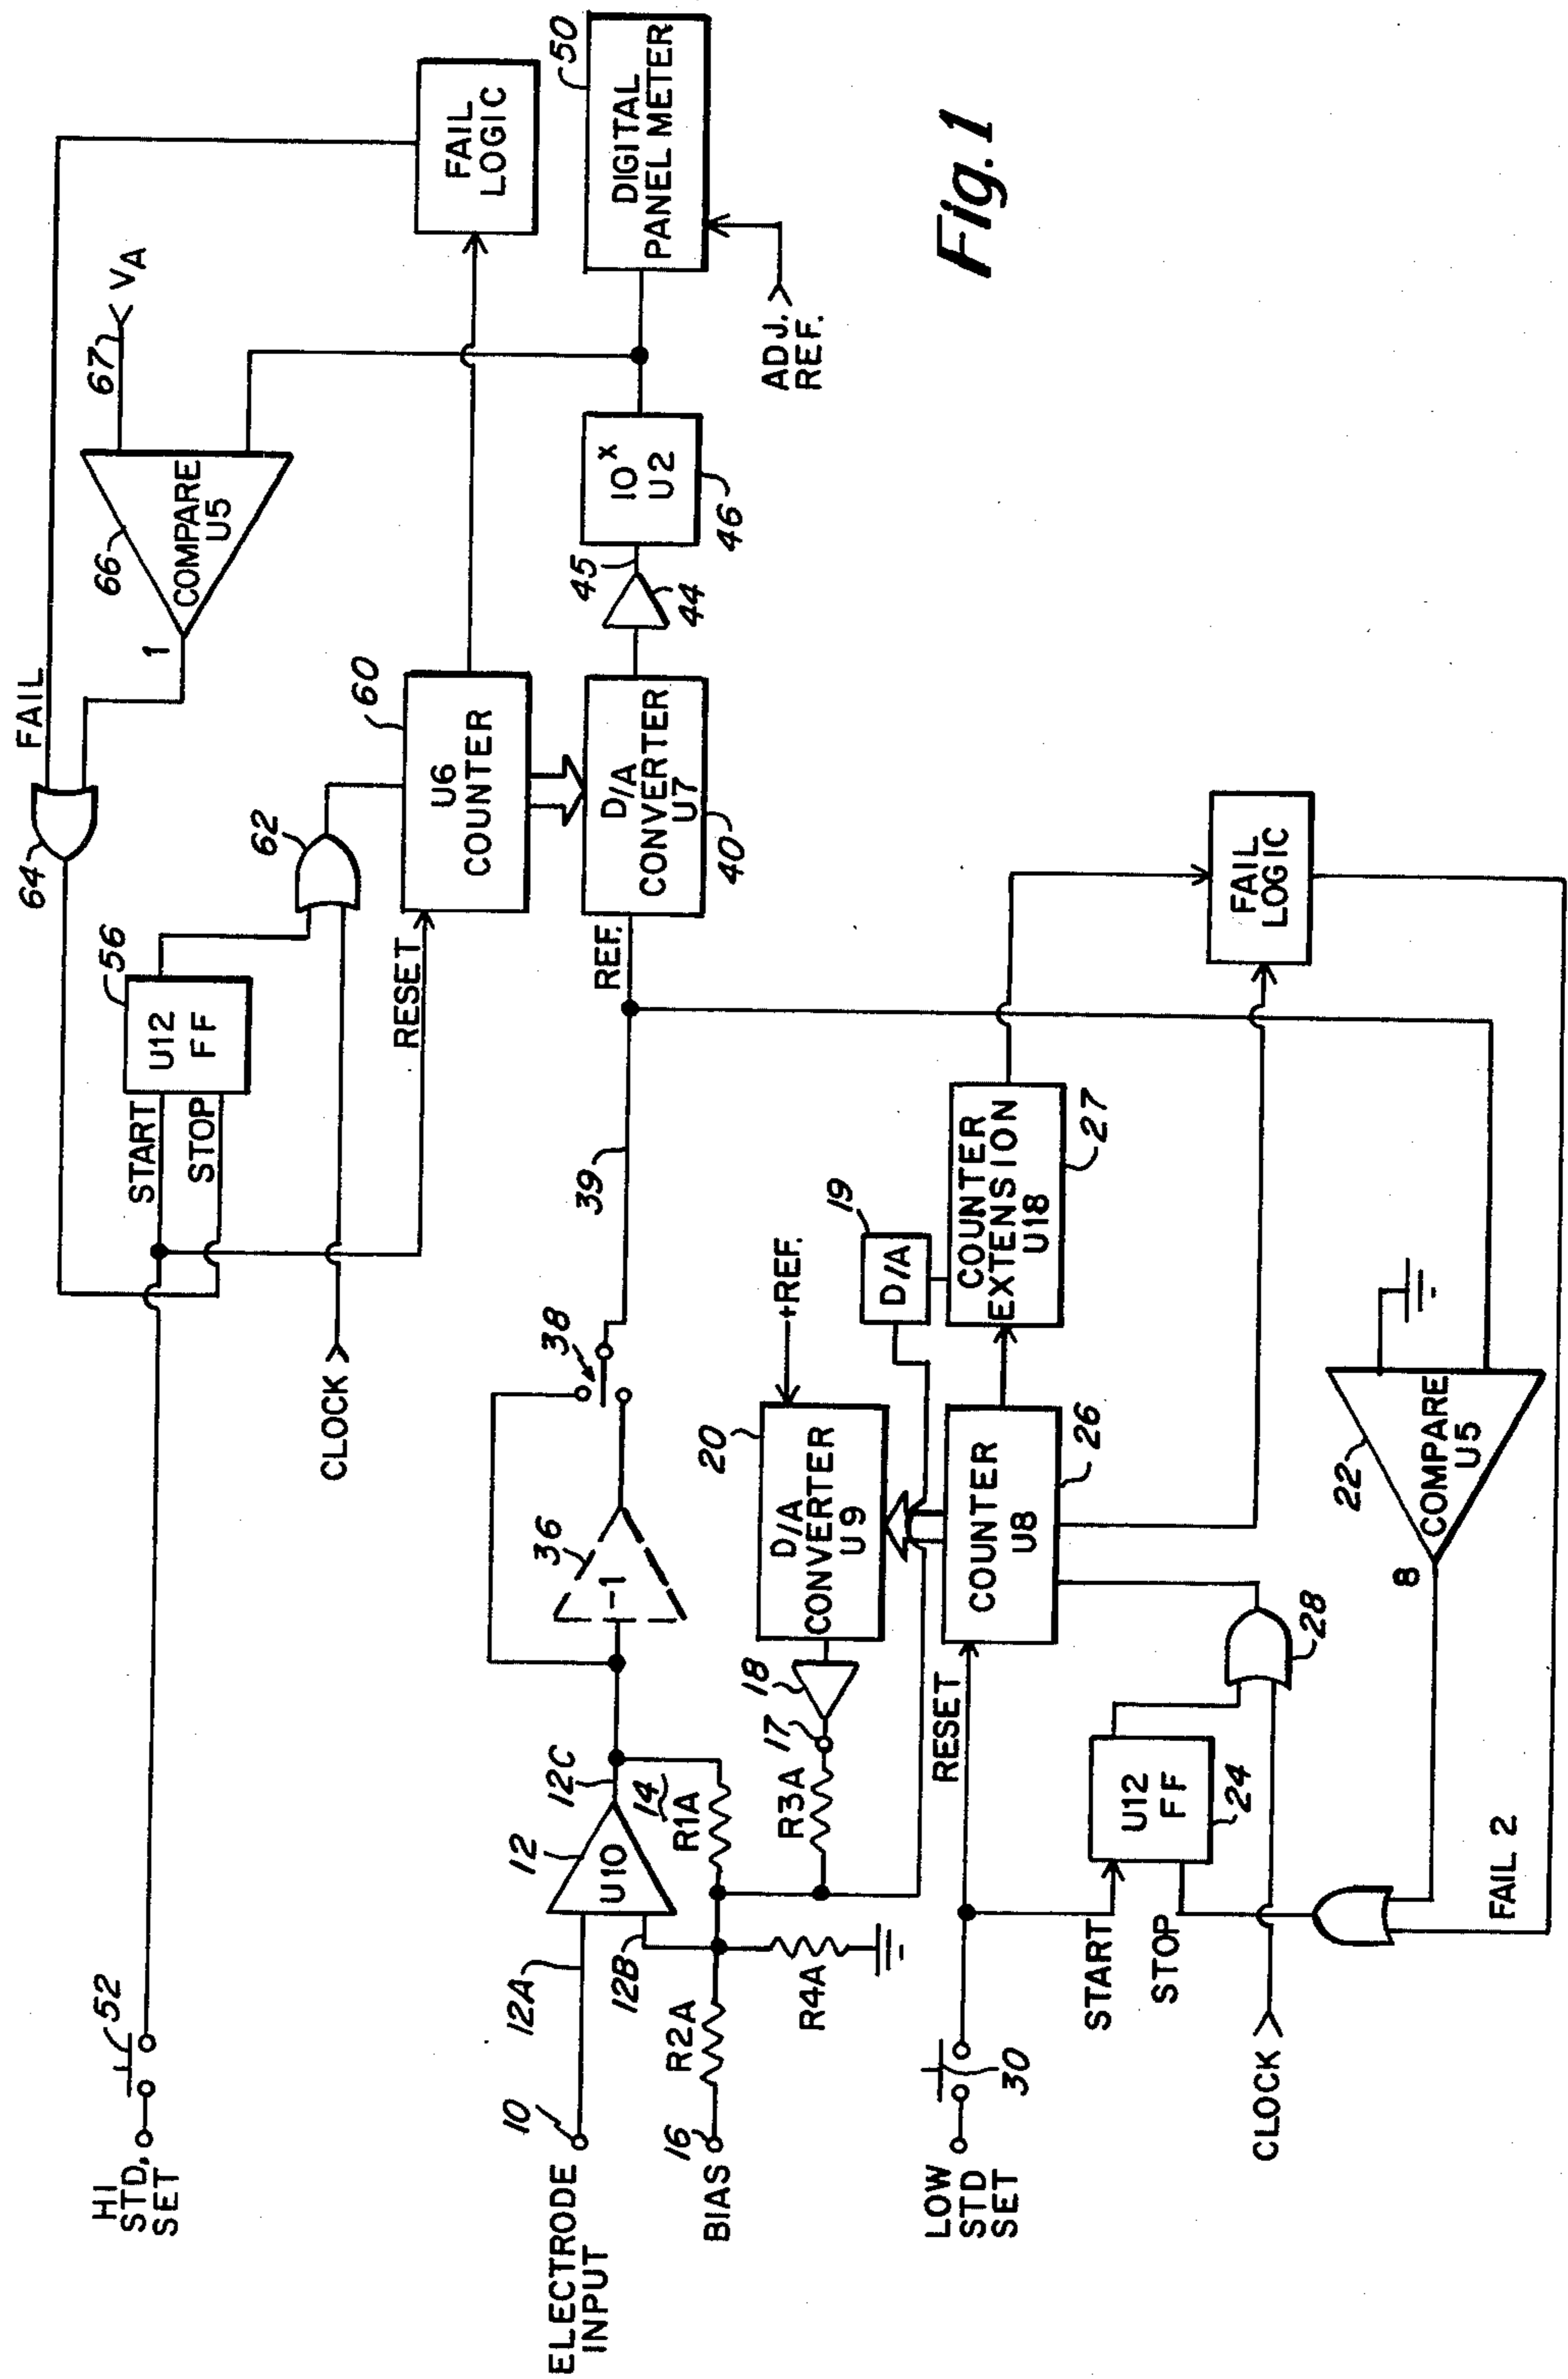 HI
STD.
SET
52
START
STOP
U12
FF
56
64
FAIL
62
CLOCK
RESET
66
COMPARE
U5
1
67
VA
U6
COUNTER
60
FAIL
LOGIC
ELECTRODE
INPUT
10
12A
12B
12
U10
12C
14
R1A
BIAS
16
R2A
R4A
-1
36
38
39
REF.
D/A
CONVERTER
U7
40
44
45
10x
U2
46
DIGITAL
PANEL METER
50
ADJ.
REF.
R3A
17
18
D/A
CONVERTER
U9
20
+REF.
D/A
19
LOW
STD
SET
30
RESET
COUNTER
U8
26
COUNTER
EXTENSION
U18
27
START
STOP
U12
FF
24
CLOCK
28
FAIL
LOGIC
8
22
COMPARE
U5
FAIL 2
Fig.1